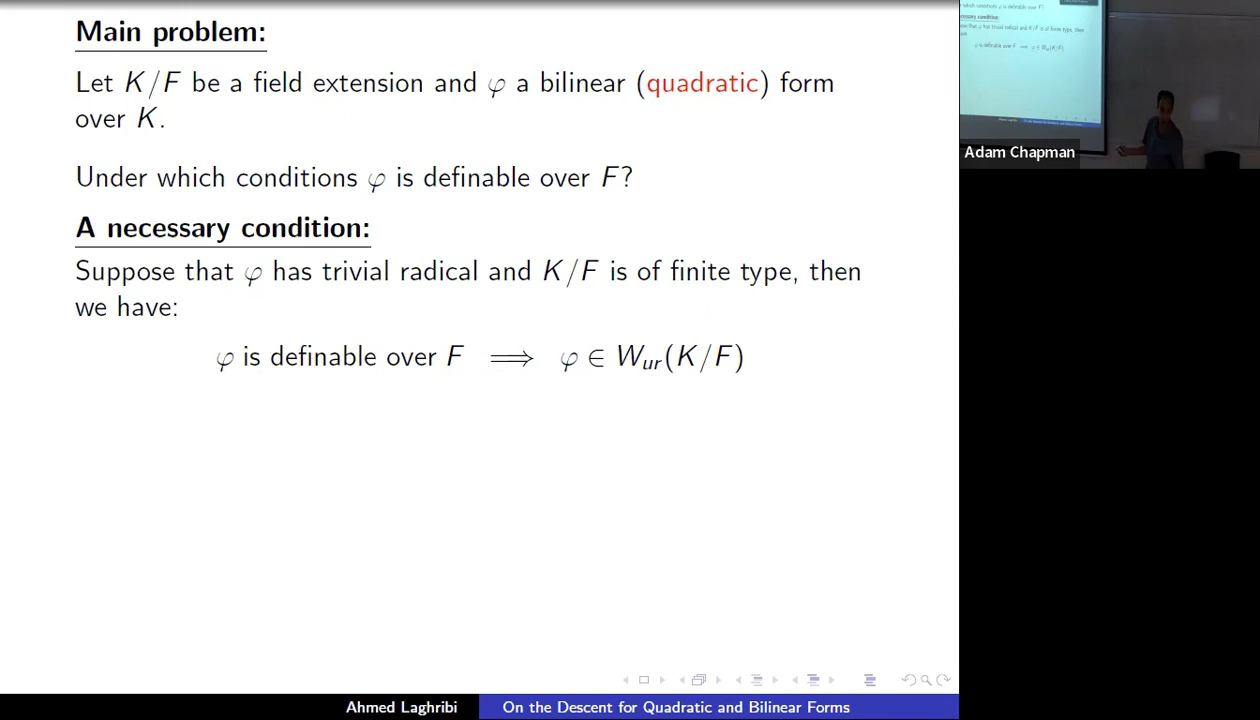 Main problem:
Let K/F be a field extension and φ a bilinear (quadratic) form
over K.
Under which conditions φ is definable over F?
A necessary condition:
Suppose that φ has trivial radical and K/F is of finite type, then
we have:
φ is definable over F ⟹ φ ∈ W_{ur}(K/F)
Ahmed Laghribi
On the Descent for Quadratic and Bilinear Forms
Adam Chapman